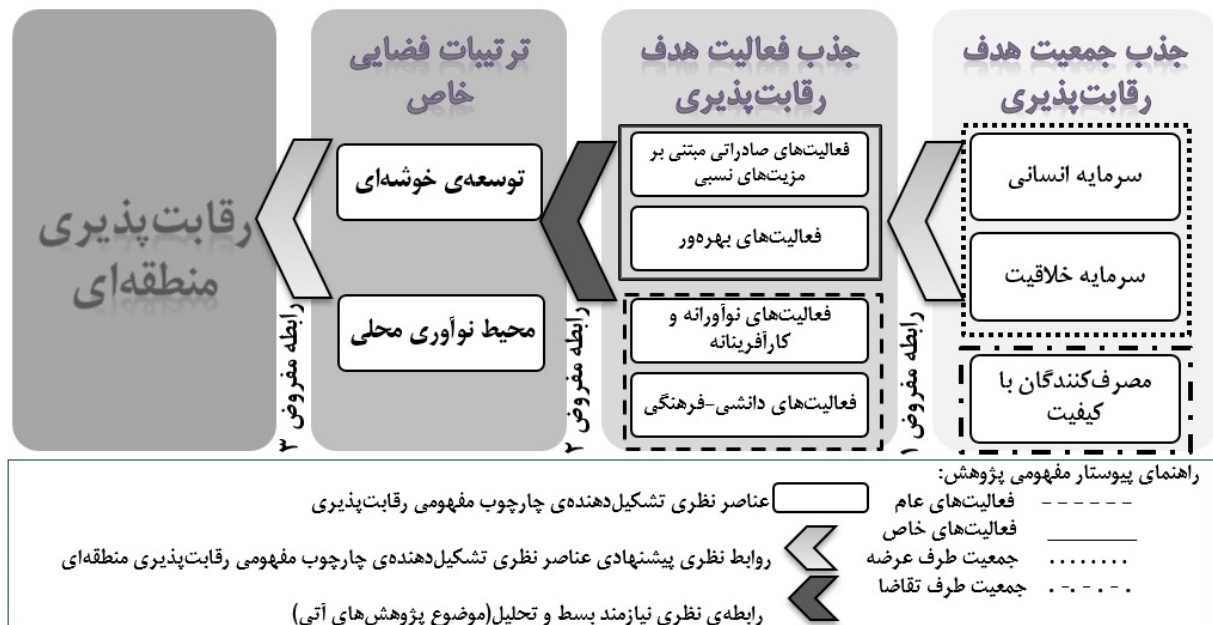 جذب جمعیت هدف
رقابت‌پذیری
سرمایه انسانی
سرمایه خلاقیت
مصرف‌کنندگان با
کیفیت
رابطه مفروض ۱
جذب فعالیت هدف
رقابت‌پذیری
فعالیت‌های صادراتی مبتنی بر
مزیت‌های نسبی
فعالیت‌های بهره‌ور
فعالیت‌های نوآورانه و
کارآفرینانه
فعالیت‌های دانشی-فرهنگی
رابطه مفروض ۲
ترتیبات فضایی
خاص
توسعه‌ی خوشه‌ای
محیط نوآوری محلی
رابطه مفروض ۳
رقابت‌پذیری
منطقه‌ای
راهنمای پیوستار مفهومی پژوهش:
فعالیت‌های عام
فعالیت‌های خاص
جمعیت طرف عرضه
جمعیت طرف تقاضا
عناصر نظری تشکیل‌دهنده‌ی چارچوب مفهومی رقابت‌پذیری
روابط نظری پیشنهادی عناصر نظری تشکیل‌دهنده‌ی چارچوب مفهومی رقابت‌پذیری منطقه‌ای
رابطه‌ی نظری نیازمند بسط و تحلیل(موضوع پژوهش‌های آتی)